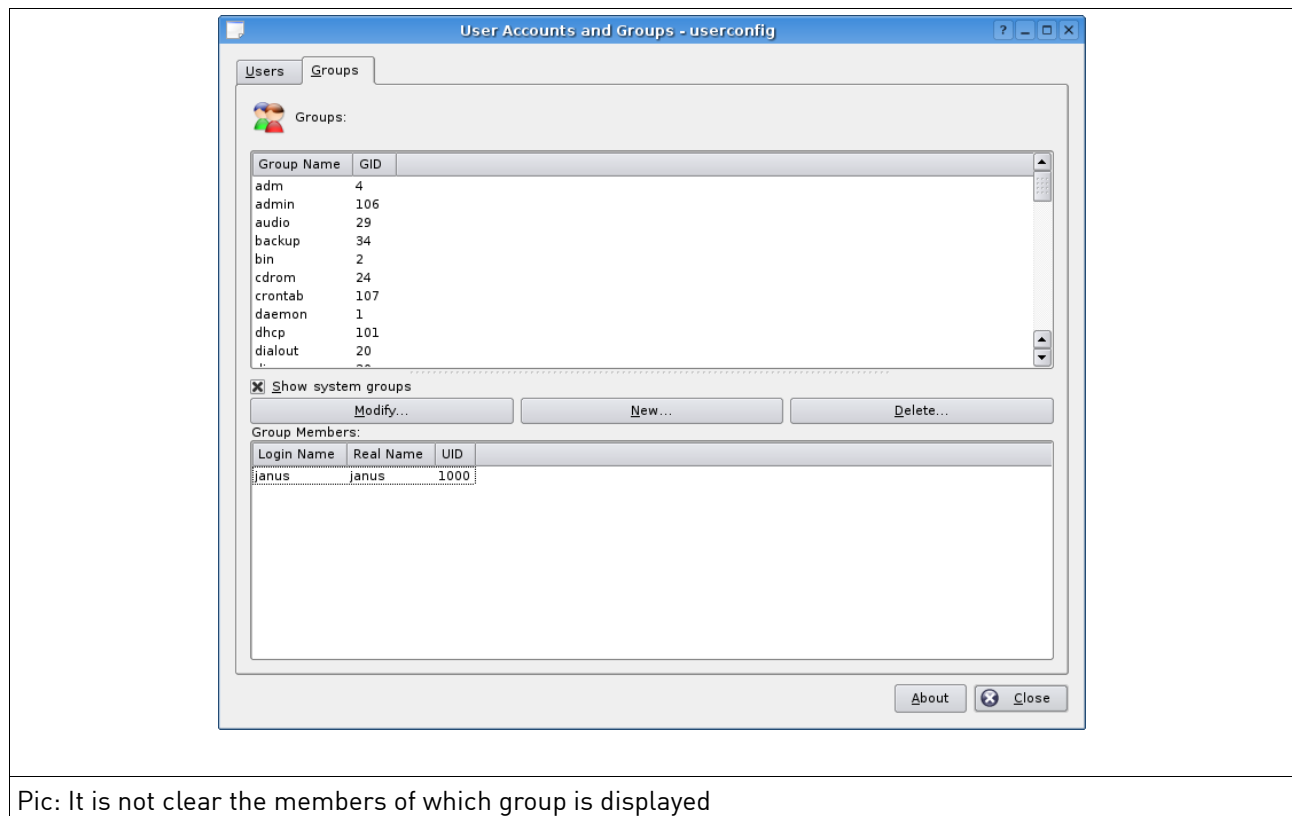 User Accounts and Groups - userconfig
Users Groups
Groups:
Group Name GID
adm 4
admin 106
audio 29
backup 34
bin 2
cdrom 24
crontab 107
daemon 1
dhcp 101
dialout 20
Show system groups
Modify... New... Delete...
Group Members:
Login Name Real Name UID
janus janus 1000
About Close
Pic: It is not clear the members of which group is displayed